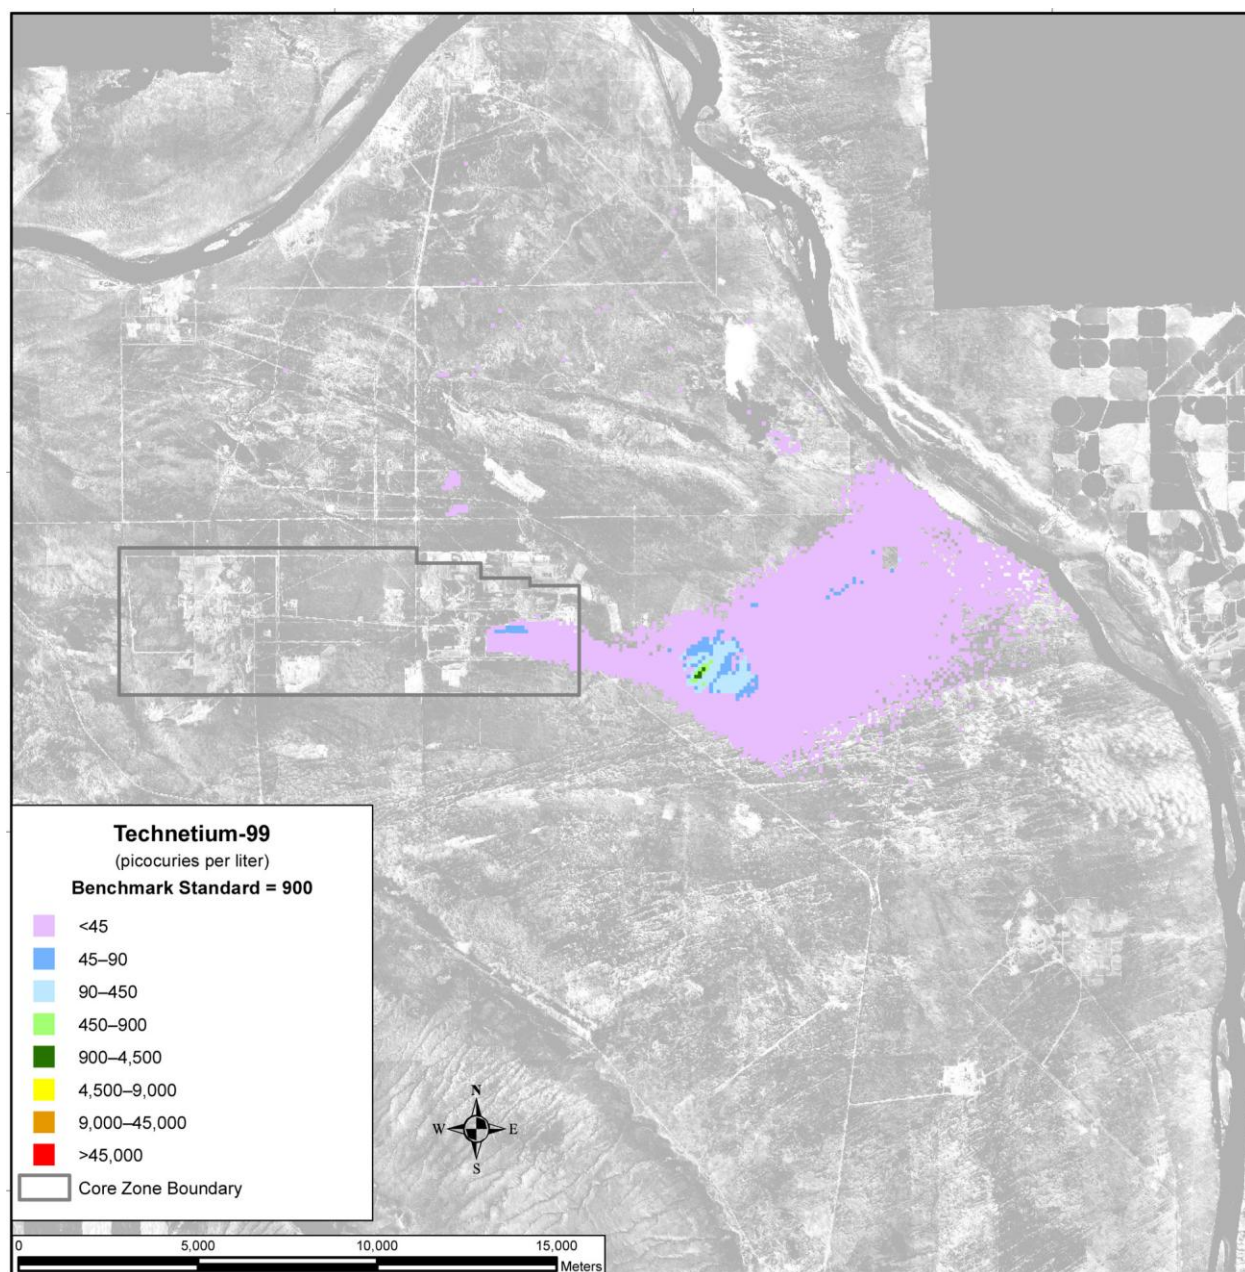 N
W E
S
Technetium-99
(picocuries per liter)
Benchmark Standard = 900
<45
45–90
90–450
450–900
900–4,500
4,500–9,000
9,000–45,000
>45,000
Core Zone Boundary
0 5,000 10,000 15,000
Meters